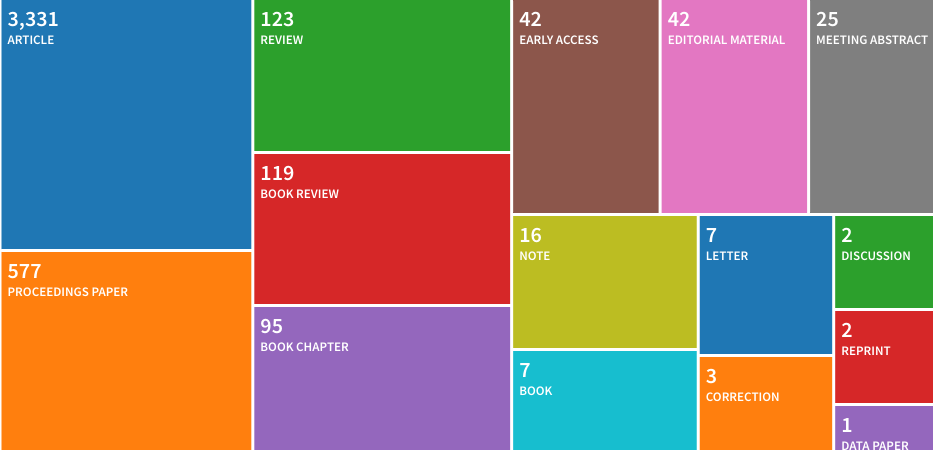 3,331
ARTICLE
577
PROCEEDINGS PAPER
123
REVIEW
119
BOOK REVIEW
95
BOOK CHAPTER
42
EARLY ACCESS
42
EDITORIAL MATERIAL
25
MEETING ABSTRACT
16
NOTE
7
BOOK
7
LETTER
3
CORRECTION
2
DISCUSSION
2
REPRINT
1
DATA PAPER